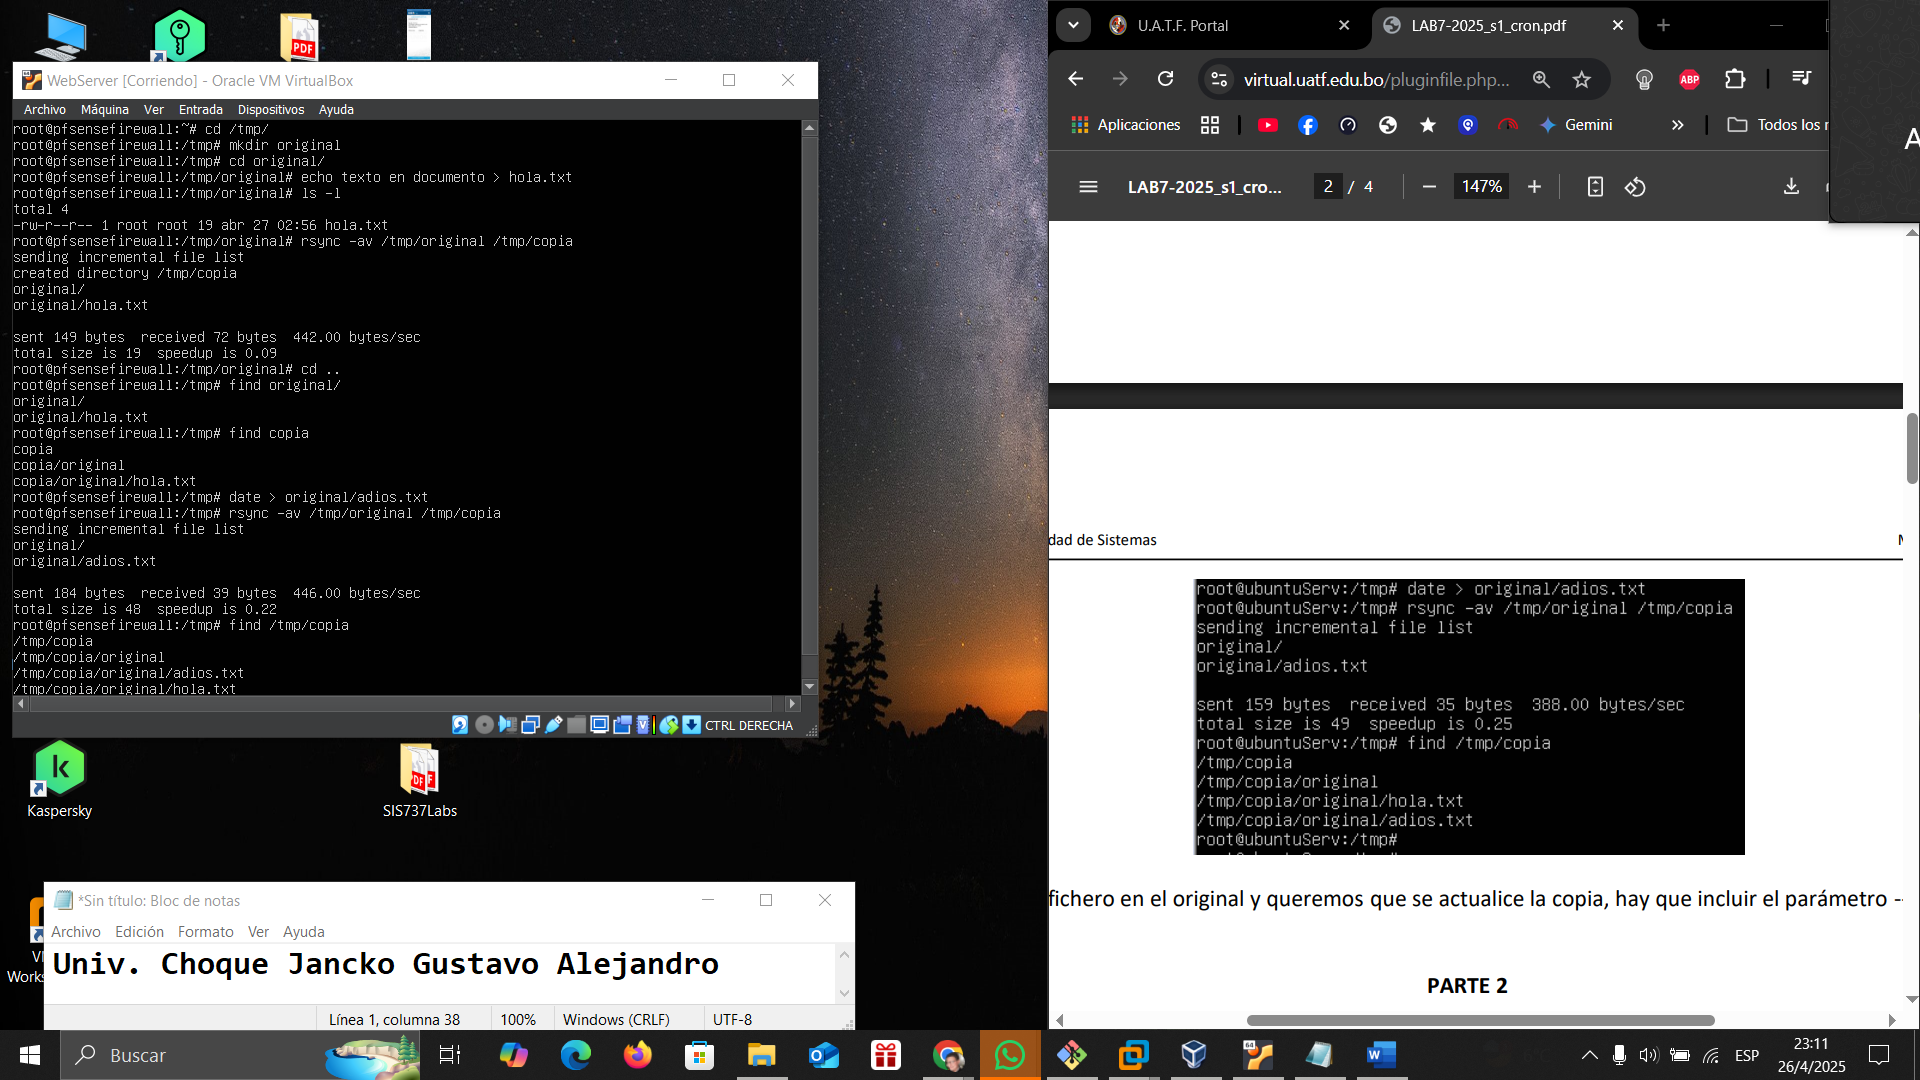 WebServer [Corriendo] - Oracle VM VirtualBox
Archivo Máquina Ver Entrada Dispositivos Ayuda
root@pfsensefirewall:~# cd /tmp/
root@pfsensefirewall:/tmp# mkdir original
root@pfsensefirewall:/tmp# cd original/
root@pfsensefirewall:/tmp/original# echo texto en documento > hola.txt
root@pfsensefirewall:/tmp/original# ls -l
total 4
-rw-r--r-- 1 root root 19 abr 27 02:56 hola.txt
root@pfsensefirewall:/tmp/original# rsync -av /tmp/original /tmp/copia
sending incremental file list
created directory /tmp/copia
original/
original/hola.txt
sent 149 bytes  received 72 bytes  442.00 bytes/sec
total size is 19  speedup is 0.09
root@pfsensefirewall:/tmp/original# cd ..
root@pfsensefirewall:/tmp# find original/
original/
original/hola.txt
root@pfsensefirewall:/tmp# find copia
copia
copia/original
copia/original/hola.txt
root@pfsensefirewall:/tmp# date > original/adios.txt
root@pfsensefirewall:/tmp# rsync -av /tmp/original /tmp/copia
sending incremental file list
original/
original/adios.txt
sent 184 bytes  received 39 bytes  446.00 bytes/sec
total size is 48  speedup is 0.22
root@pfsensefirewall:/tmp# find /tmp/copia
/tmp/copia
/tmp/copia/original
/tmp/copia/original/adios.txt
/tmp/copia/original/hola.txt
CTRL DERECHA
PDF
k
Kaspersky
PDF
SIS737Labs
*Sin título: Bloc de notas
Archivo Edición Formato Ver Ayuda
Univ. Choque Jancko Gustavo Alejandro
Línea 1, columna 38 100% Windows (CRLF) UTF-8
U.A.T.F. Portal
LAB7-2025_s1_cron.pdf
virtual.uatf.edu.bo/pluginfile.php...
ABP
Aplicaciones
Gemini
»
Todos los
A
LAB7-2025_s1_cro...
2 / 4
147%
dad de Sistemas
root@ubuntuServ:/tmp# date > original/adios.txt
root@ubuntuServ:/tmp# rsync -av /tmp/original /tmp/copia
sending incremental file list
original/
original/adios.txt
sent 159 bytes  received 35 bytes  388.00 bytes/sec
total size is 49  speedup is 0.25
root@ubuntuServ:/tmp# find /tmp/copia
/tmp/copia
/tmp/copia/original
/tmp/copia/original/hola.txt
/tmp/copia/original/adios.txt
root@ubuntuServ:/tmp#
fichero en el original y queremos que se actualice la copia, hay que incluir el parámetro -
PARTE 2
Buscar
ESP
23:11
26/4/2025